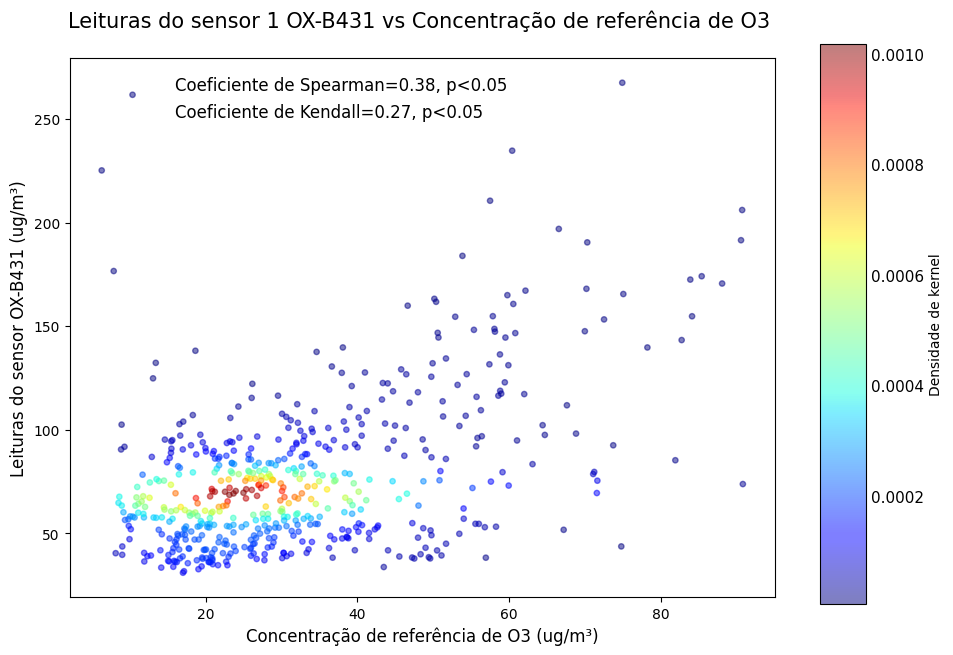 Leituras do sensor 1 OX-B431 vs Concentração de referência de O3
Coeficiente de Spearman=0.38, p<0.05
Coeficiente de Kendall=0.27, p<0.05
Leituras do sensor OX-B431 (ug/m³)
250
200
150
100
50
20
40
60
80
Concentração de referência de O3 (ug/m³)
0.0010
0.0008
0.0006
0.0004
0.0002
Densidade de kernel